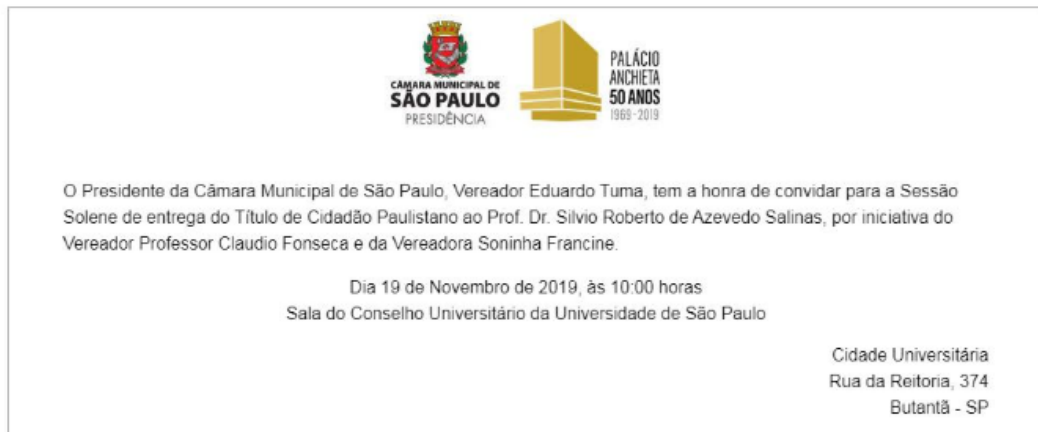 CÂMARA MUNICIPAL DE
SÃO PAULO
PRESIDÊNCIA
PALÁCIO
ANCHIETA
50 ANOS
1969-2019
O Presidente da Câmara Municipal de São Paulo, Vereador Eduardo Tuma, tem a honra de convidar para a Sessão
Solene de entrega do Título de Cidadão Paulistano ao Prof. Dr. Silvio Roberto de Azevedo Salinas, por iniciativa do
Vereador Professor Claudio Fonseca e da Vereadora Soninha Francine.
Dia 19 de Novembro de 2019, às 10:00 horas
Sala do Conselho Universitário da Universidade de São Paulo
Cidade Universitária
Rua da Reitoria, 374
Butantã - SP